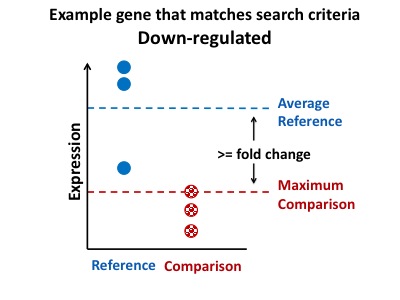 Example gene that matches search criteria
Down-regulated
Average
Reference
>= fold change
Maximum
Comparison
Expression
Reference Comparison